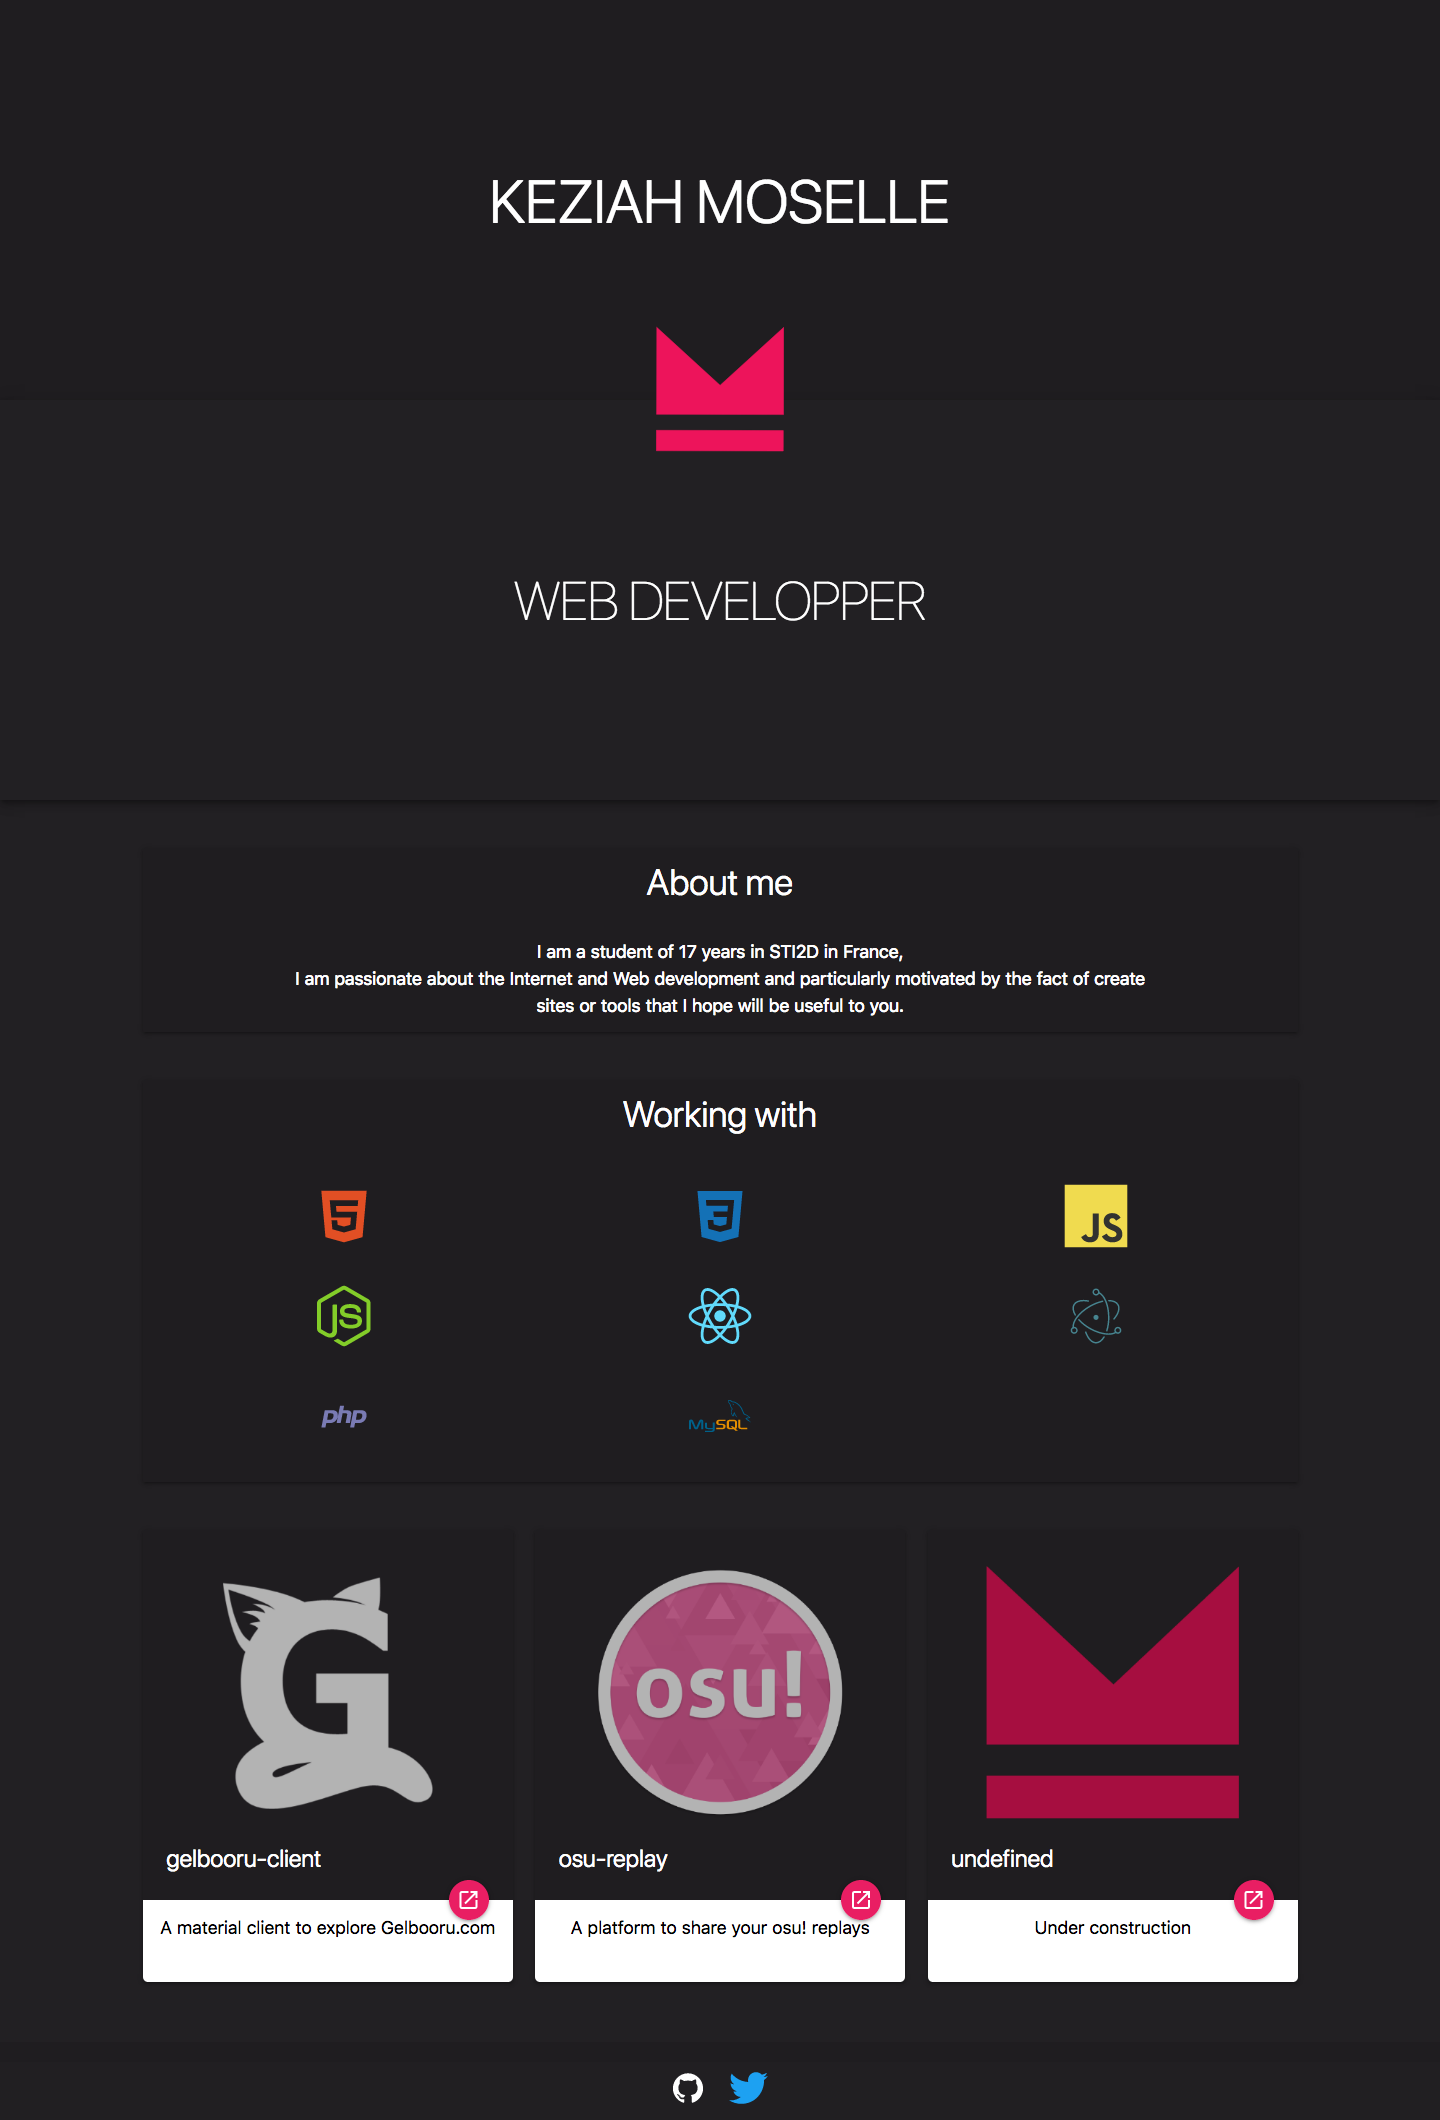 KEZIAH MOSELLE
WEB DEVELOPPER
About me
I am a student of 17 years in STI2D in France,
I am passionate about the Internet and Web development and particularly motivated by the fact of create
sites or tools that I hope will be useful to you.
Working with
5
3
JS
JS
php
MySQL
G
osu!
gelbooru-client
osu-replay
undefined
A material client to explore Gelbooru.com
A platform to share your osu! replays
Under construction